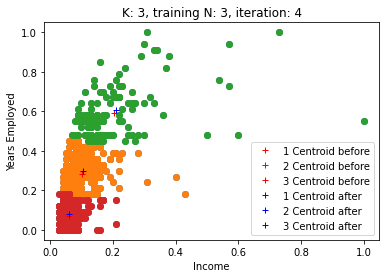 K: 3, training N: 3, iteration: 4
Years Employed
1.0
0.8
0.6
0.4
0.2
0.0
1 Centroid before
2 Centroid before
3 Centroid before
1 Centroid after
2 Centroid after
3 Centroid after
0.0 0.2 0.4 0.6 0.8 1.0
Income